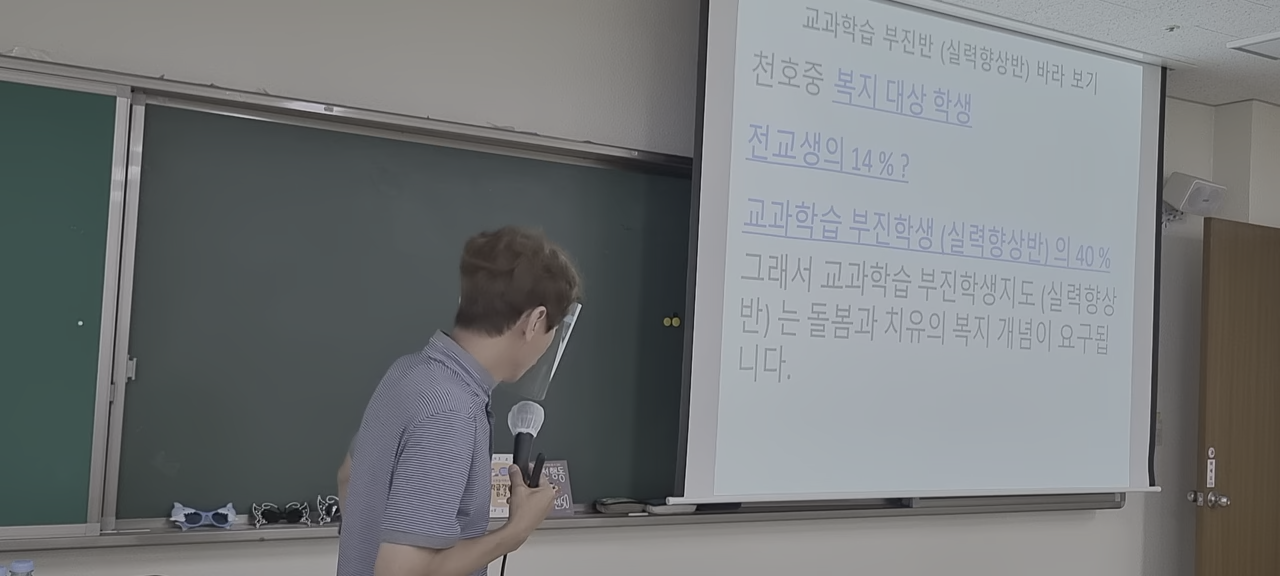 교과학습 부진반 (실력향상반) 바라 보기
천호중 복지 대상 학생
전교생의 14 % ?
교과학습 부진학생 (실력향상반) 의 40 %
그래서 교과학습 부진학생지도 (실력향상
반) 는 돌봄과 치유의 복지 개념이 요구됩
니다.